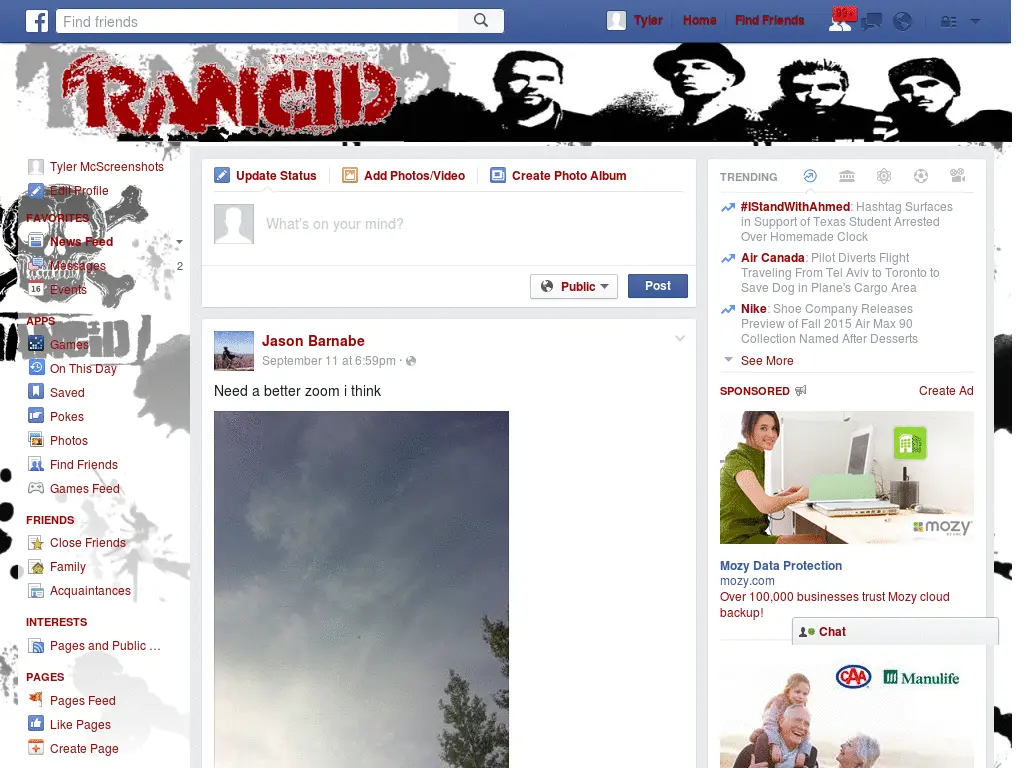 Find friends
Tyler
Home
Find Friends
99+
RANCID
Tyler McScreenshots
Edit Profile
FAVORITES
News Feed
Messages
2
16
Events
APPS
Games
On This Day
Saved
Pokes
Photos
Find Friends
Games Feed
FRIENDS
Close Friends
Family
Acquaintances
INTERESTS
Pages and Public ...
PAGES
Pages Feed
Like Pages
Create Page
Update Status
Add Photos/Video
Create Photo Album
What's on your mind?
Public
Post
Jason Barnabe
September 11 at 6:59pm ·
Need a better zoom i think
TRENDING
#IStandWithAhmed: Hashtag Surfaces
in Support of Texas Student Arrested
Over Homemade Clock
Air Canada: Pilot Diverts Flight
Traveling From Tel Aviv to Toronto to
Save Dog in Plane's Cargo Area
Nike: Shoe Company Releases
Preview of Fall 2015 Air Max 90
Collection Named After Desserts
See More
SPONSORED
Create Ad
mozy
Mozy Data Protection
mozy.com
Over 100,000 businesses trust Mozy cloud
backup!
Chat
CAA
Manulife